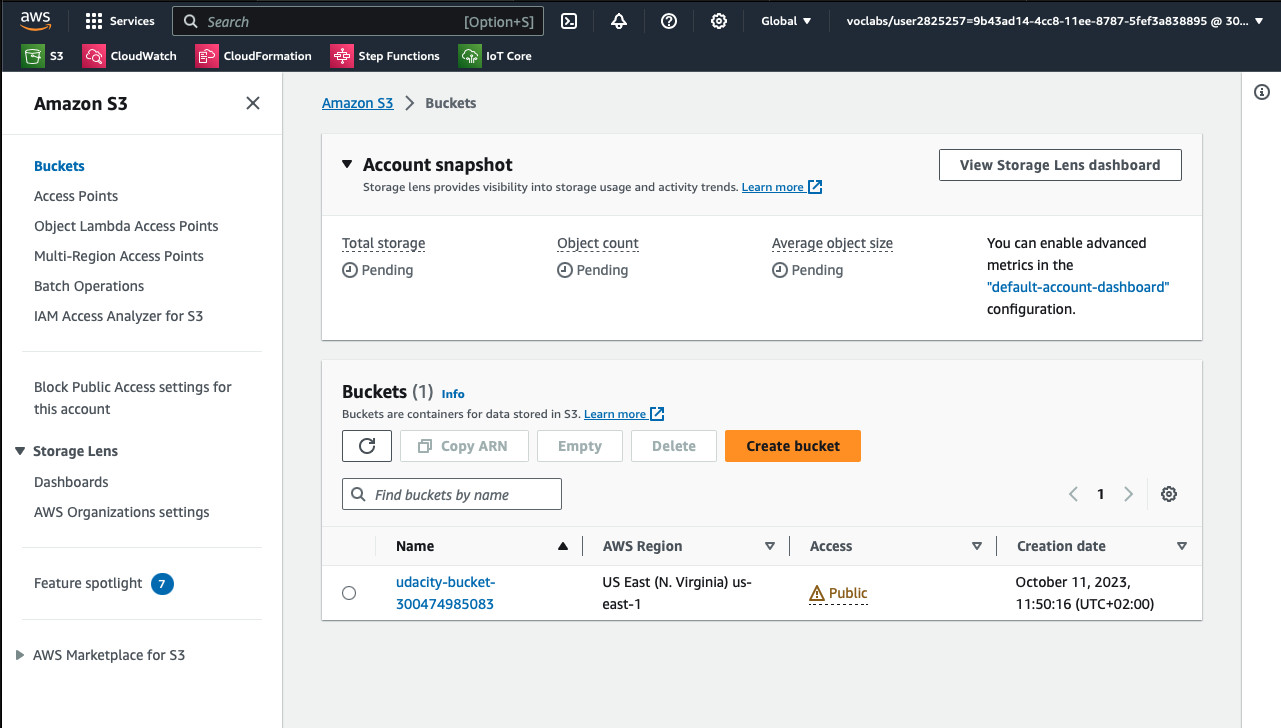 aws
Services
Search
[Option+S]
Global
voclabs/user2825257=9b43ad14-4cc8-11ee-8787-5fef3a838895 @ 30...
S3
CloudWatch
CloudFormation
Step Functions
IoT Core
Amazon S3
Buckets
Access Points
Object Lambda Access Points
Multi-Region Access Points
Batch Operations
IAM Access Analyzer for S3
Block Public Access settings for
this account
Storage Lens
Dashboards
AWS Organizations settings
Feature spotlight 7
AWS Marketplace for S3
Amazon S3 > Buckets
Account snapshot
Storage lens provides visibility into storage usage and activity trends. Learn more
View Storage Lens dashboard
Total storage
Pending
Object count
Pending
Average object size
Pending
You can enable advanced
metrics in the
"default-account-dashboard"
configuration.
Buckets (1) Info
Buckets are containers for data stored in S3. Learn more
Copy ARN
Empty
Delete
Create bucket
Find buckets by name
1
Name
AWS Region
Access
Creation date
udacity-bucket-
300474985083
US East (N. Virginia) us-
east-1
Public
October 11, 2023,
11:50:16 (UTC+02:00)